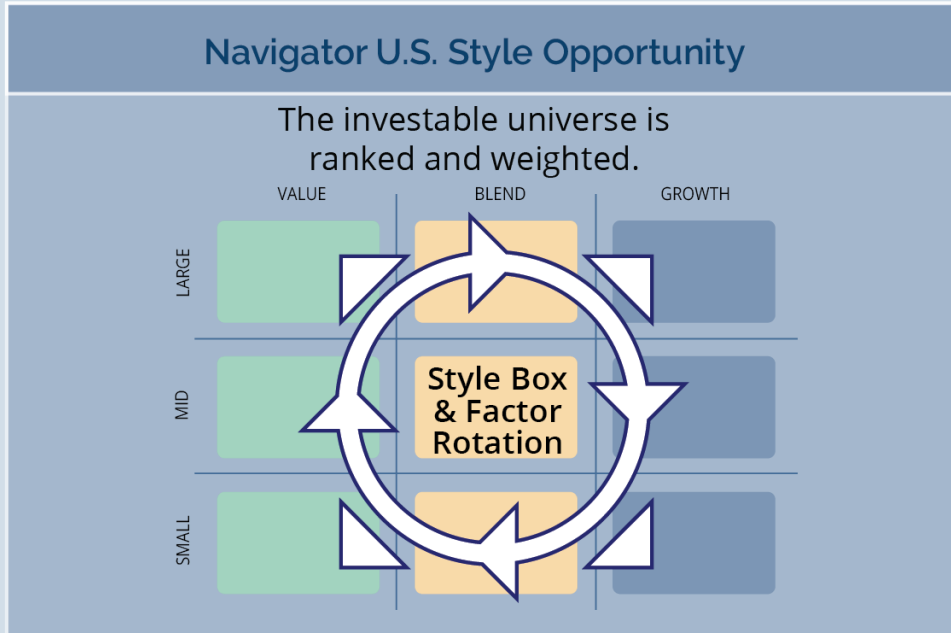 Navigator U.S. Style Opportunity
The investable universe is
ranked and weighted.
VALUE BLEND GROWTH
LARGE
MID
Style Box
& Factor
Rotation
SMALL